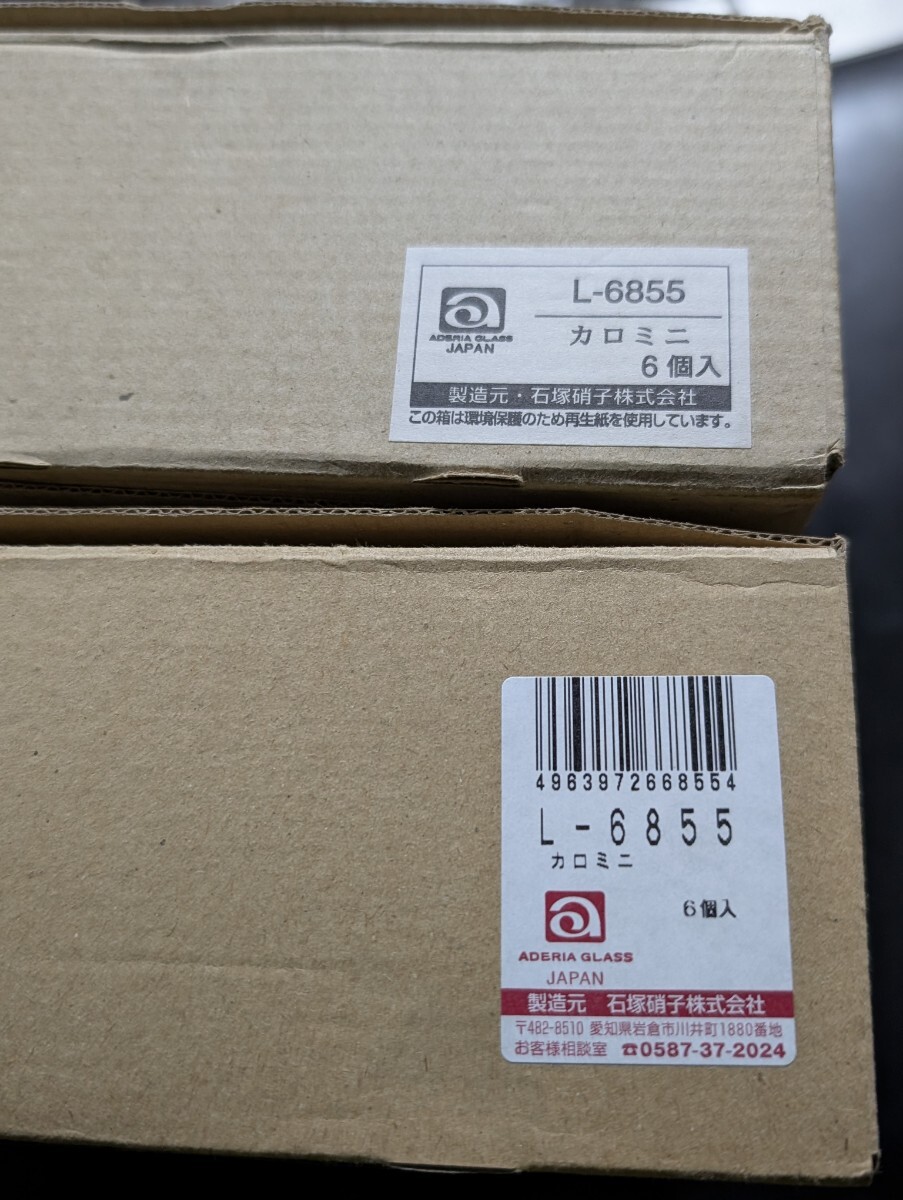 L-6855
カロミニ
6個入
ADERIA GLASS
JAPAN
製造元・石塚硝子株式会社
この箱は環境保護のため再生紙を使用しています。
4963972668554
L-6855
カロミニ
6個入
ADERIA GLASS
JAPAN
製造元 石塚硝子株式会社
〒482-8510 愛知県岩倉市川井町1880番地
お客様相談室 ☎0587-37-2024